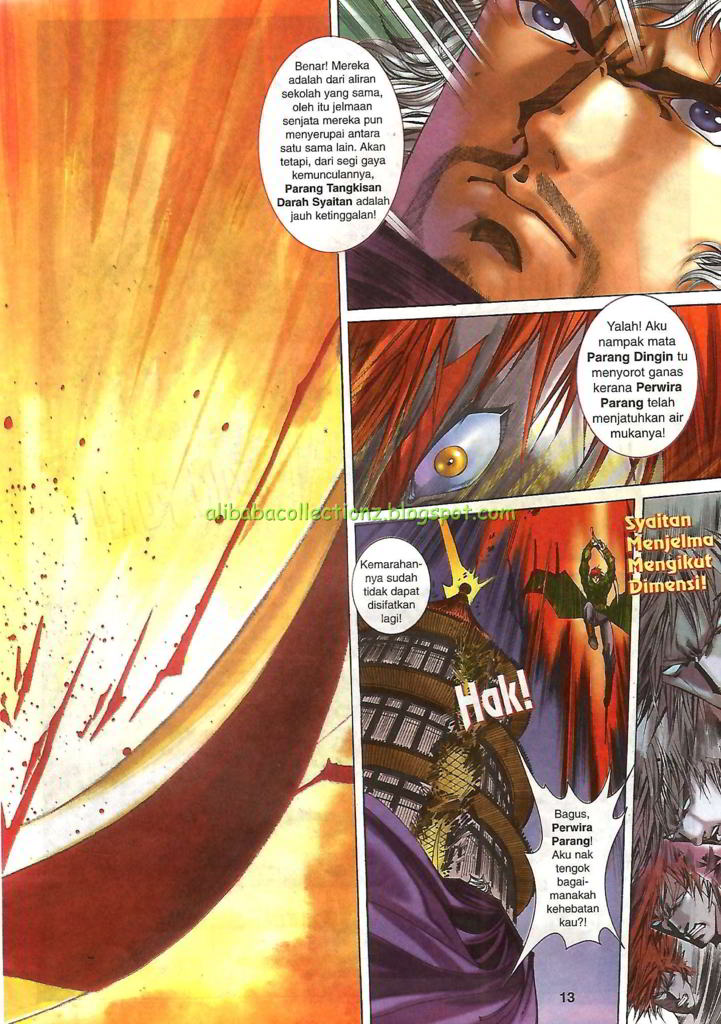 Benar! Mereka
adalah dari aliran
sekolah yang sama,
oleh itu jelmaan
senjata mereka pun
menyerupai antara
satu sama lain. Akan
tetapi, dari segi gaya
kemunculannya,
Parang Tangkisan
Darah Syaitan adalah
jauh ketinggalan!
Yalah! Aku
nampak mata
Parang Dingin tu
menyorot ganas
kerana Perwira
Parang telah
menjatuhkan air
mukanya!
alibabacollectionz.blogspot.com
Kemarahan-
nya sudah
tidak dapat
disifatkan
lagi!
Syaitan
Menjelma
Mengikut
Dimensi!
Hak!
Bagus,
Perwira
Parang!
Aku nak
tengok
bagai-
manakah
kehebatan
kau?!
13